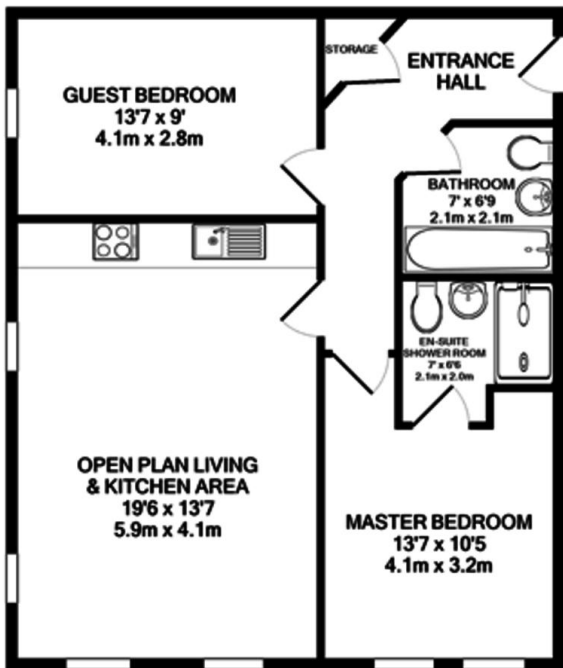 STORAGE
ENTRANCE
HALL
GUEST BEDROOM
13'7 x 9'
4.1m x 2.8m
BATHROOM
7' x 6'9
2.1m x 2.1m
EN-SUITE
SHOWER ROOM
7' x 6'6
2.1m x 2.0m
OPEN PLAN LIVING
& KITCHEN AREA
19'6 x 13'7
5.9m x 4.1m
MASTER BEDROOM
13'7 x 10'5
4.1m x 3.2m